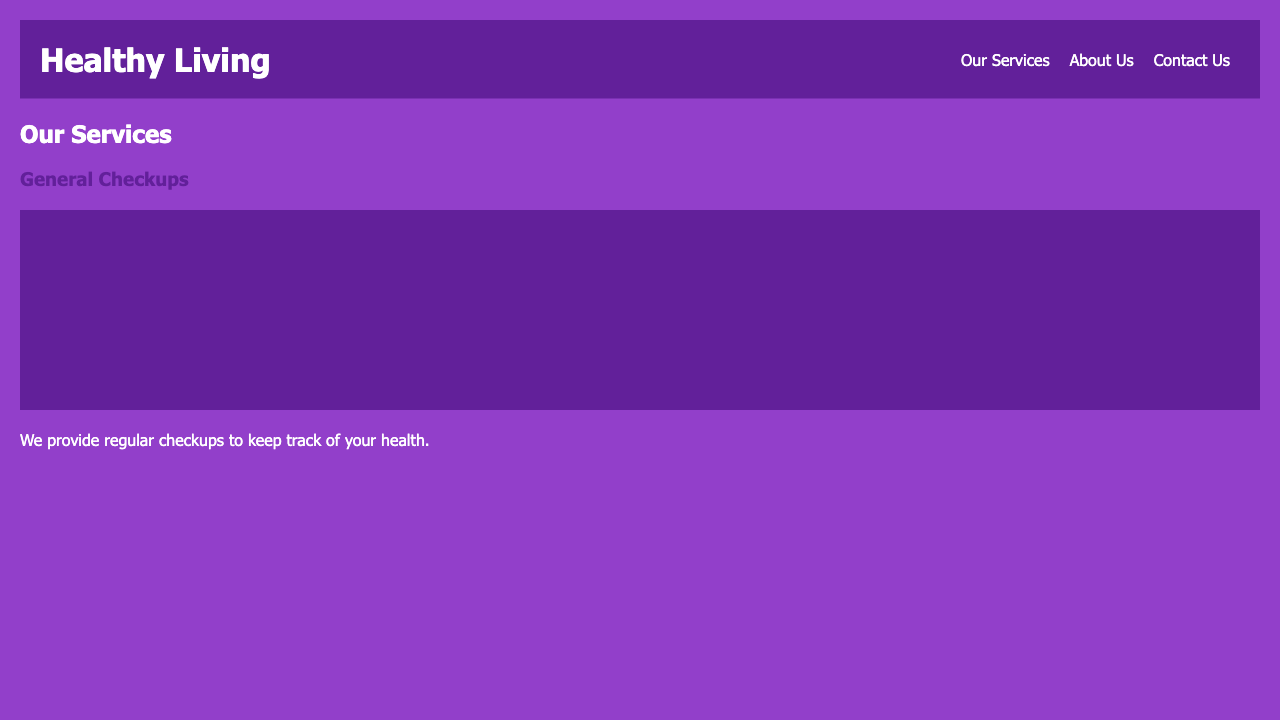 Healthy Living
Our Services
About Us
Contact Us
Our Services
General Checkups
We provide regular checkups to keep track of your health.